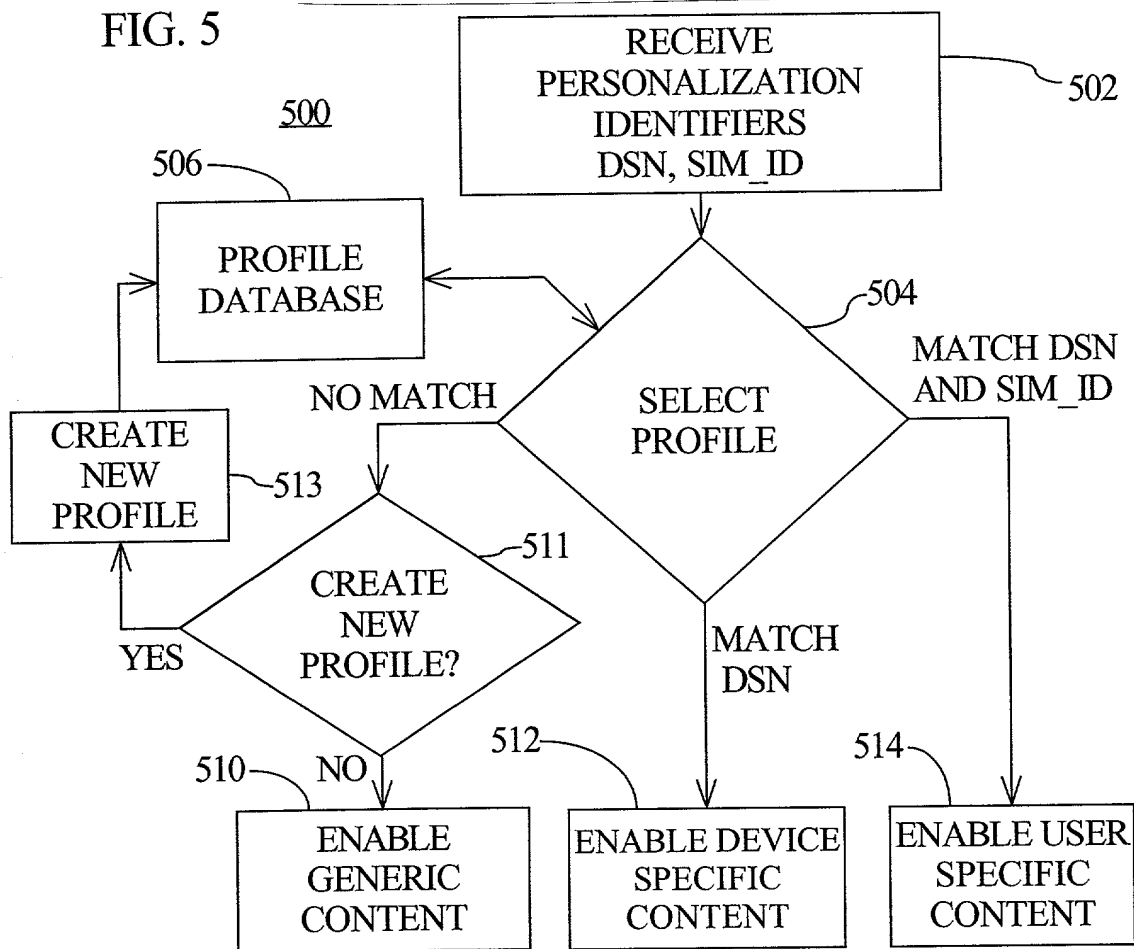 FIG. 5
500
RECEIVE
PERSONALIZATION
IDENTIFIERS
DSN, SIM_ID
502
506
PROFILE
DATABASE
504
SELECT
PROFILE
MATCH DSN
AND SIM_ID
NO MATCH
CREATE
NEW
PROFILE
513
511
CREATE
NEW
PROFILE?
YES
NO
MATCH
DSN
510
ENABLE
GENERIC
CONTENT
512
ENABLE DEVICE
SPECIFIC
CONTENT
514
ENABLE USER
SPECIFIC
CONTENT